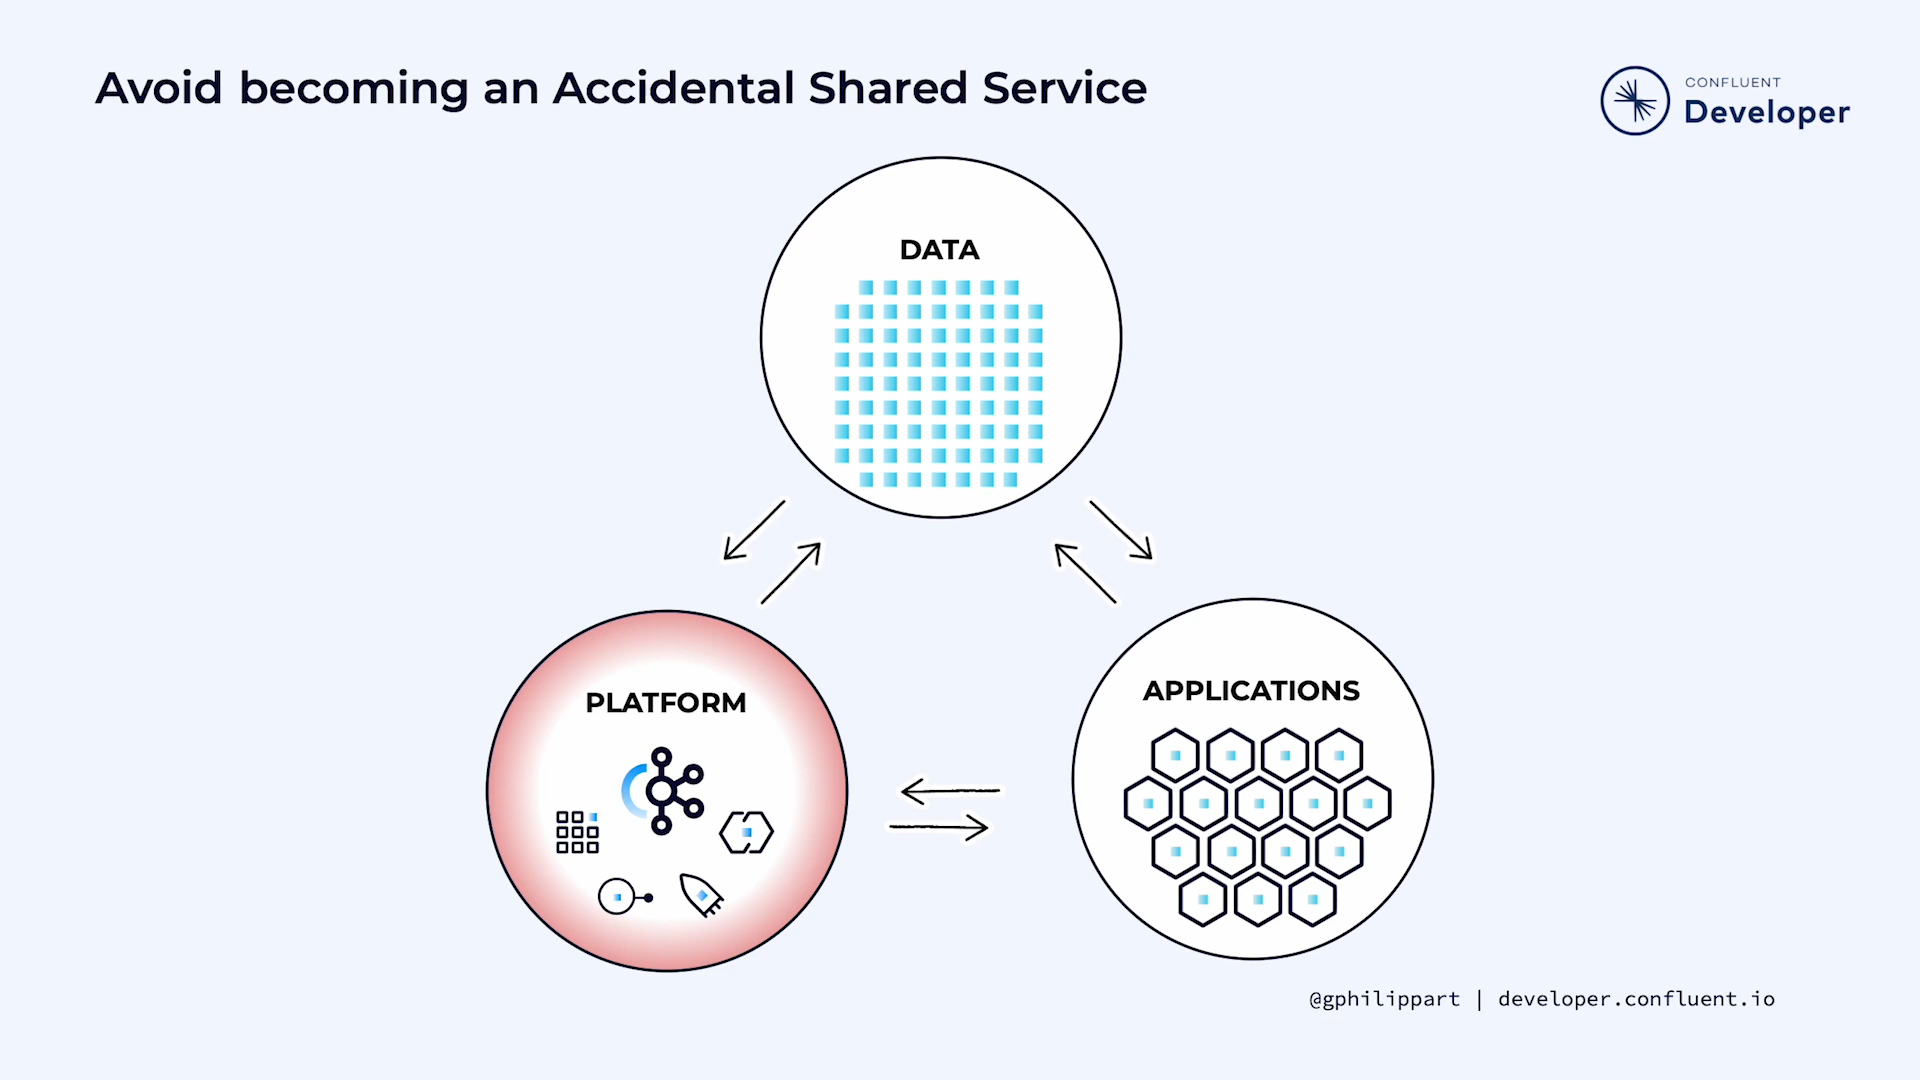 Avoid becoming an Accidental Shared Service
CONFLUENT
Developer
DATA
PLATFORM
APPLICATIONS
@gphilippart | developer.confluent.io